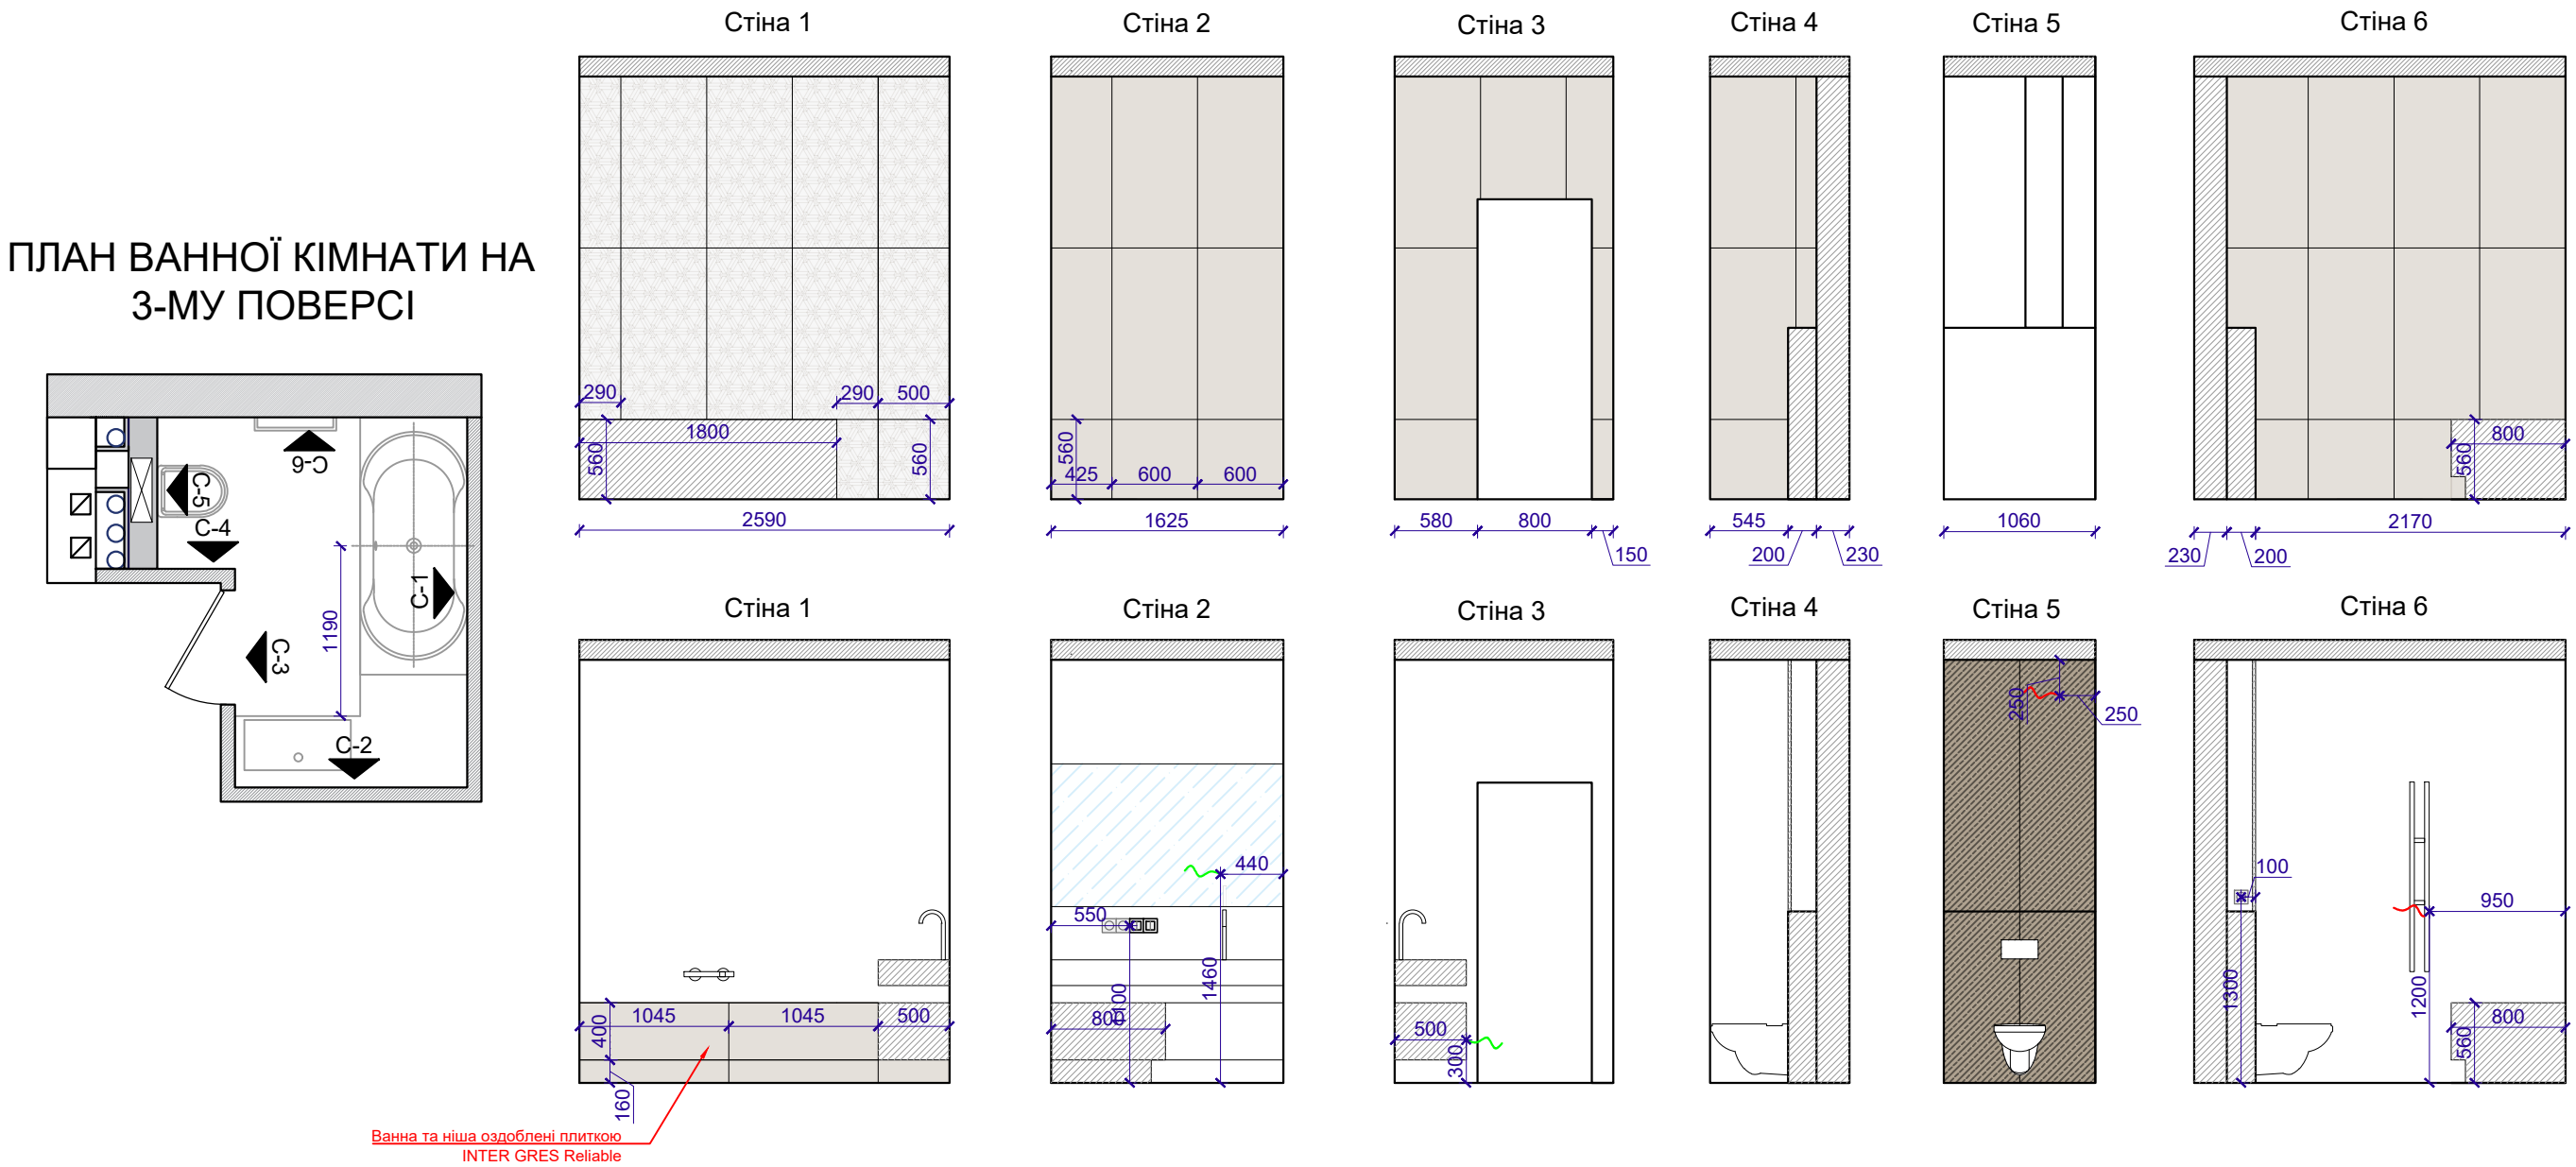 Стіна 1
Стіна 2
Стіна 3
Стіна 4
Стіна 5
Стіна 6
ПЛАН ВАННОЇ КІМНАТИ НА
3-МУ ПОВЕРСІ
290
290
500
1800
560
560
2590
560
425
600
600
1625
580
800
150
545
200
230
1060
800
560
2170
230
200
С-6
С-5
С-4
С-1
1190
С-3
С-2
Стіна 1
Стіна 2
Стіна 3
Стіна 4
Стіна 5
Стіна 6
1045
1045
500
400
160
440
550
1460
1100
800
500
300
250
250
100
950
1300
1200
800
560
Ванна та ніша оздоблені плиткою
INTER GRES Reliable